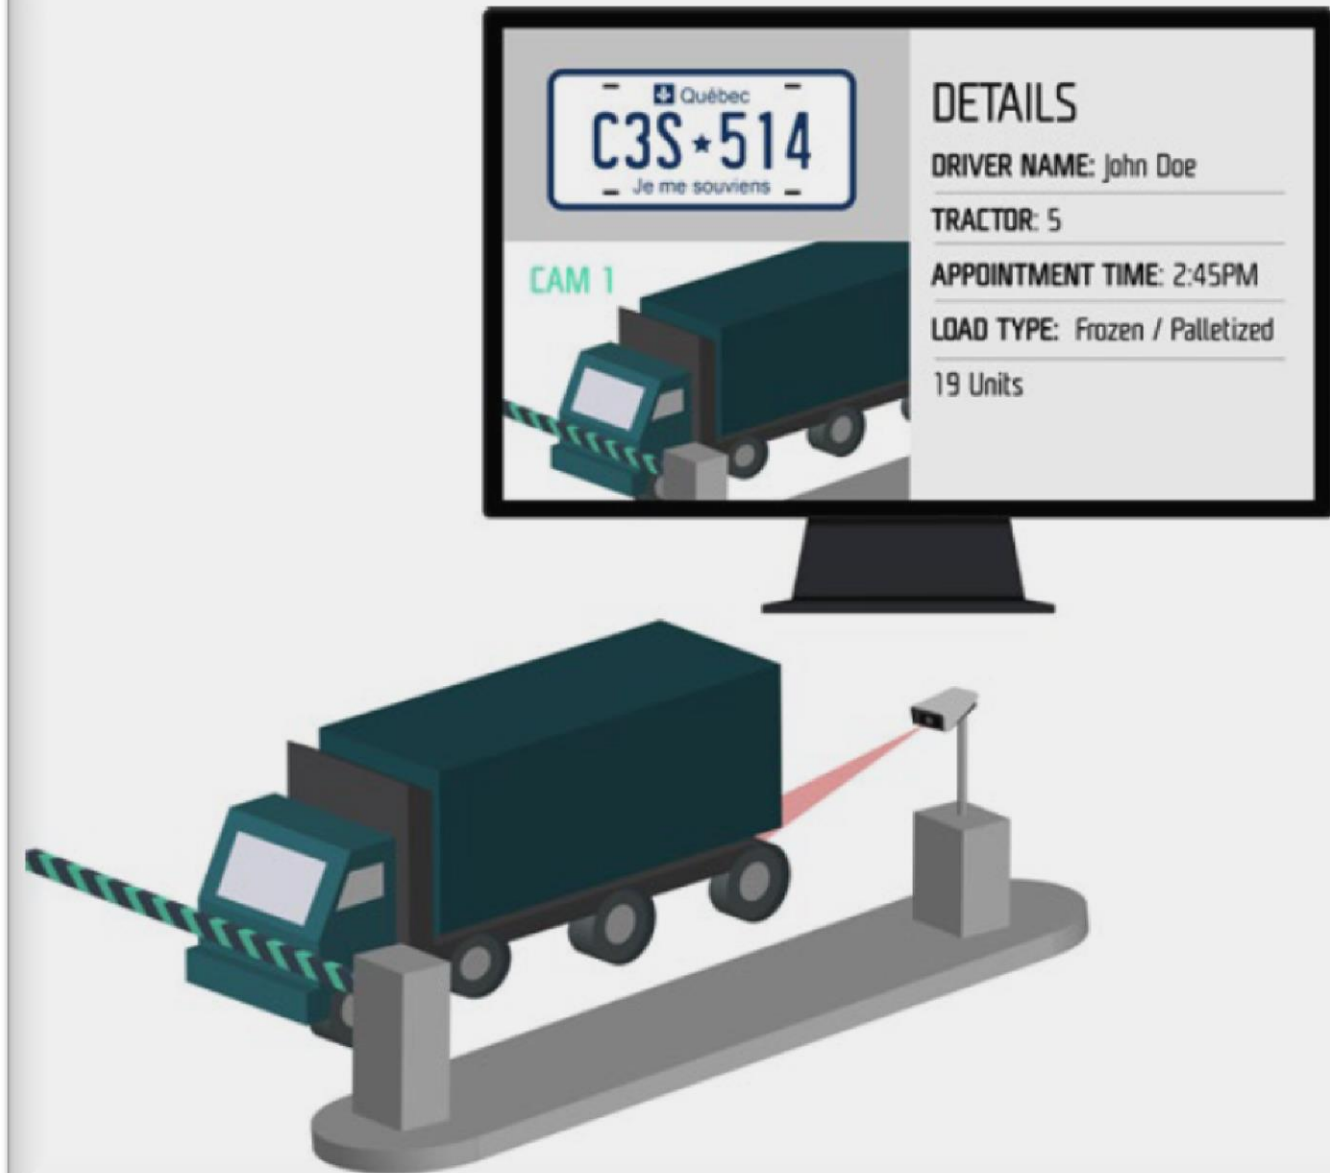 Québec
C3S★514
Je me souviens
CAM 1
DETAILS
DRIVER NAME: John Doe
TRACTOR: 5
APPOINTMENT TIME: 2:45PM
LOAD TYPE: Frozen / Palletized
19 Units